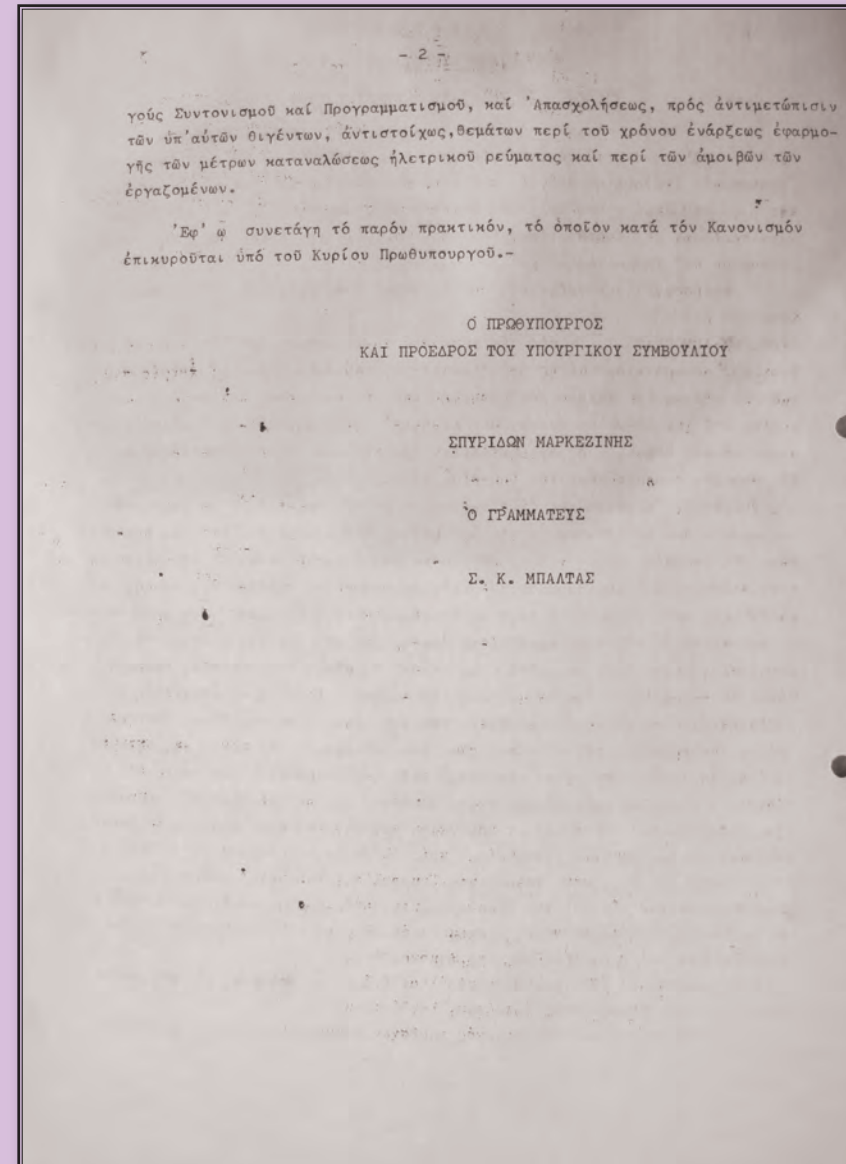 - 2 -
γούς Συντονισμοῦ καί Προγραμματισμοῦ, καί 'Απασχολήσεως, πρός ἀντιμετώπισιν
τῶν ὑπ'αὐτῶν θιγέντων, ἀντιστοίχως,θεμάτων περί τοῦ χρόνου ἐνάρξεως ἐφαρμο-
γῆς τῶν μέτρων καταναλώσεως ἠλετρικοῦ ρεύματος καί περί τῶν ἀμοιβῶν τῶν
ἐργαζομένων.
'Εφ' ᾧ συνετάγη τό παρόν πρακτικόν, τό ὁποῖον κατά τόν Κανονισμόν
ἐπικυροῦται ὑπό τοῦ Κυρίου Πρωθυπουργοῦ.-
Ο ΠΡΩΘΥΠΟΥΡΓΟΣ
ΚΑΙ ΠΡΟΕΔΡΟΣ ΤΟΥ ΥΠΟΥΡΓΙΚΟΥ ΣΥΜΒΟΥΛΙΟΥ
ΣΠΥΡΙΔΩΝ ΜΑΡΚΕΖΙΝΗΣ
Ὁ ΓΡΑΜΜΑΤΕΥΣ
Σ. Κ. ΜΠΑΛΤΑΣ